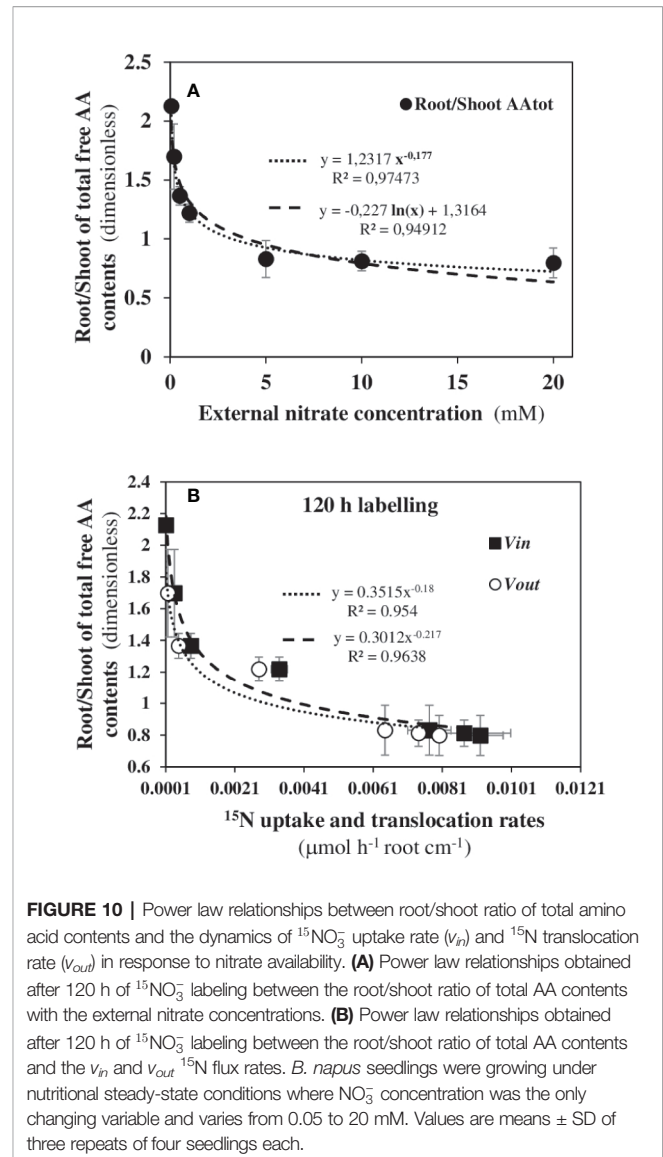 2.5
A
●Root/Shoot AAtot
2
y = 1,2317 x^-0,177
R² = 0,97473
1.5
y = -0,227 ln(x) + 1,3164
R² = 0,94912
1
0.5
0
0 5 10 15 20
Root/Shoot of total free AA
contents (dimensionless)
External nitrate concentration (mM)
2.4
B
120 h labelling
2.2
2
■Vin
○Vout
1.8
y = 0.3515x^-0.18
R² = 0.954
1.6
y = 0.3012x^-0.217
R² = 0.9638
1.4
1.2
1
0.8
0.6
0.0001 0.0021 0.0041 0.0061 0.0081 0.0101 0.0121
Root/Shoot of total free AA
contents (dimensionless)
¹⁵N uptake and translocation rates
(µmol h⁻¹ root cm⁻¹)
FIGURE 10 | Power law relationships between root/shoot ratio of total amino
acid contents and the dynamics of ¹⁵NO₃⁻ uptake rate (v_in) and ¹⁵N translocation
rate (v_out) in response to nitrate availability. (A) Power law relationships obtained
after 120 h of ¹⁵NO₃⁻ labeling between the root/shoot ratio of total AA contents
with the external nitrate concentrations. (B) Power law relationships obtained
after 120 h of ¹⁵NO₃⁻ labeling between the root/shoot ratio of total AA contents
and the v_in and v_out ¹⁵N flux rates. B. napus seedlings were growing under
nutritional steady-state conditions where NO₃⁻ concentration was the only
changing variable and varies from 0.05 to 20 mM. Values are means ± SD of
three repeats of four seedlings each.